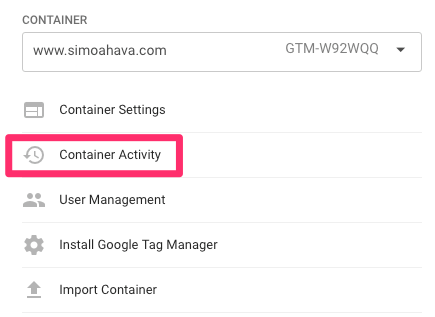 CONTAINER
www.simoahava.com GTM-W92WQQ
Container Settings
Container Activity
User Management
Install Google Tag Manager
Import Container